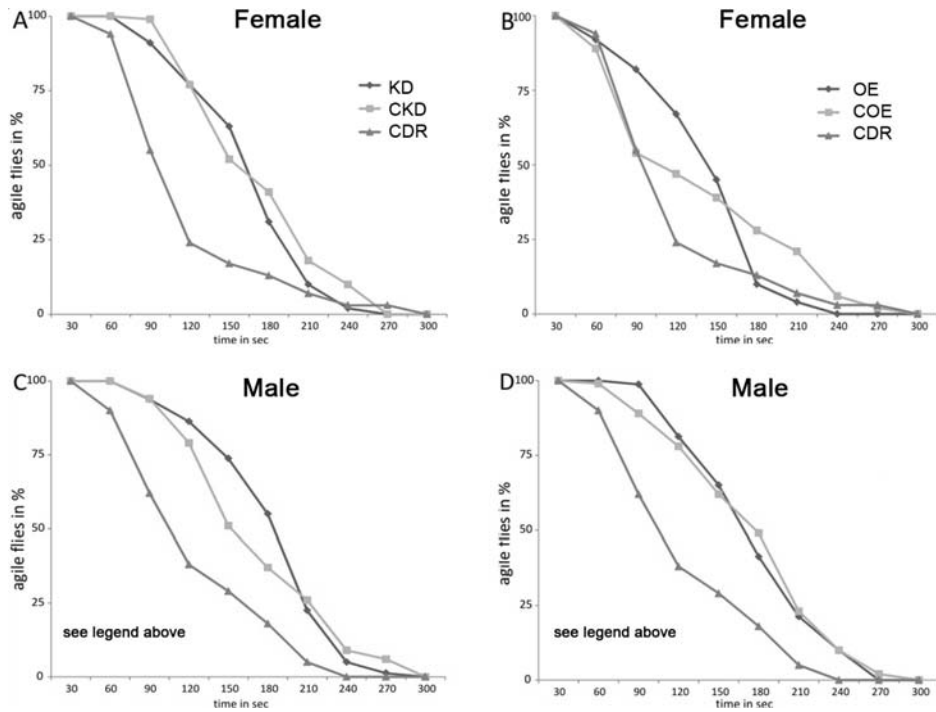 A
Female
100
75
50
25
0
agile flies in %
KD
CKD
CDR
30 60 90 120 150 180 210 240 270 300
time in sec
B
Female
100
75
50
25
0
agile flies in %
OE
COE
CDR
30 60 90 120 150 180 210 240 270 300
time in sec
C
Male
100
75
50
25
0
agile flies in %
see legend above
30 60 90 120 150 180 210 240 270 300
time in sec
D
Male
100
75
50
25
0
agile flies in %
see legend above
30 60 90 120 150 180 210 240 270 300
time in sec